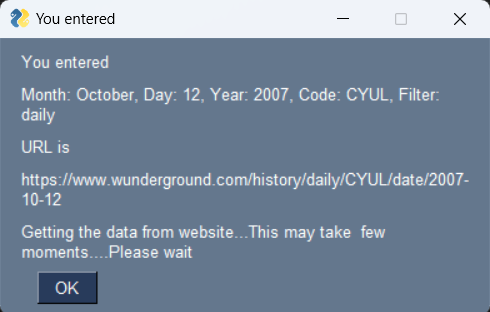 You entered
You entered
Month: October, Day: 12, Year: 2007, Code: CYUL, Filter:
daily
URL is
https://www.wunderground.com/history/daily/CYUL/date/2007-
10-12
Getting the data from website...This may take  few
moments....Please wait
OK